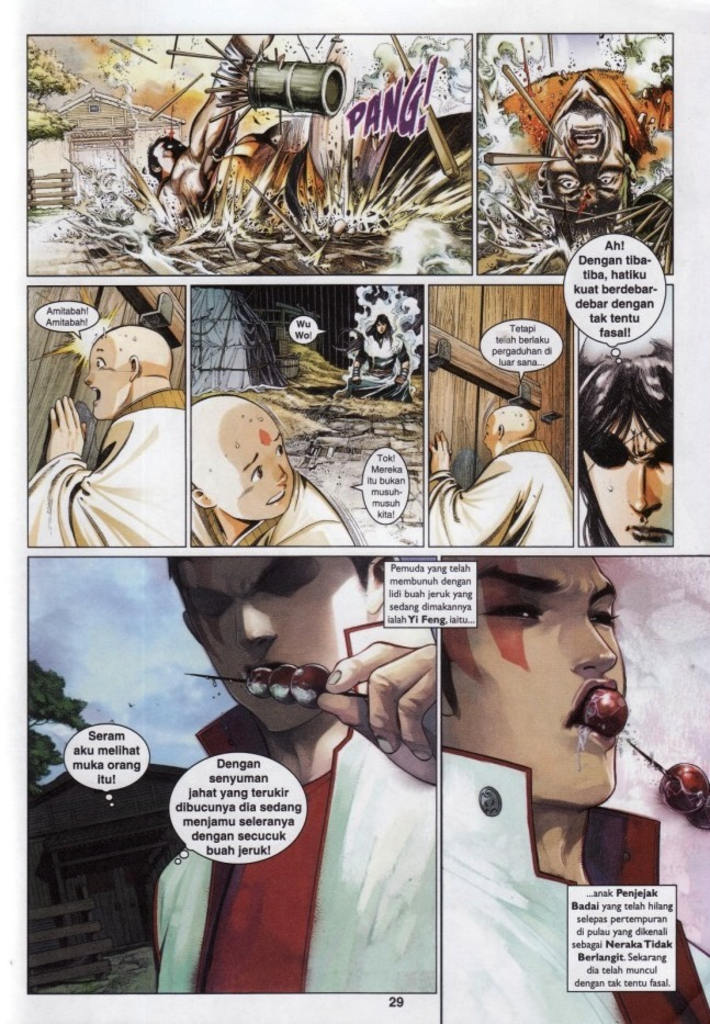 PANG!
Ah!
Dengan tiba-
tiba, hatiku
kuat berdebar-
debar dengan
tak tentu
fasal!
Amitabah!
Amitabah!
Wu
Wo!
Tok!
Mereka
itu bukan
musuh-
musuh
kita!
Tetapi
telah berlaku
pergaduhan di
luar sana...
Pemuda yang telah
membunuh dengan
lidi buah jeruk yang
sedang dimakannya
ialah Yi Feng, iaitu...
Seram
aku melihat
muka orang
itu!
Dengan
senyuman
jahat yang terukir
dibucunya dia sedang
menjamu seleranya
dengan secucuk
buah jeruk!
...anak Penjejak
Badai yang telah hilang
selepas pertempuran
di pulau yang dikenali
sebagai Neraka Tidak
Berlangit. Sekarang
dia telah muncul
dengan tak tentu fasal.
29